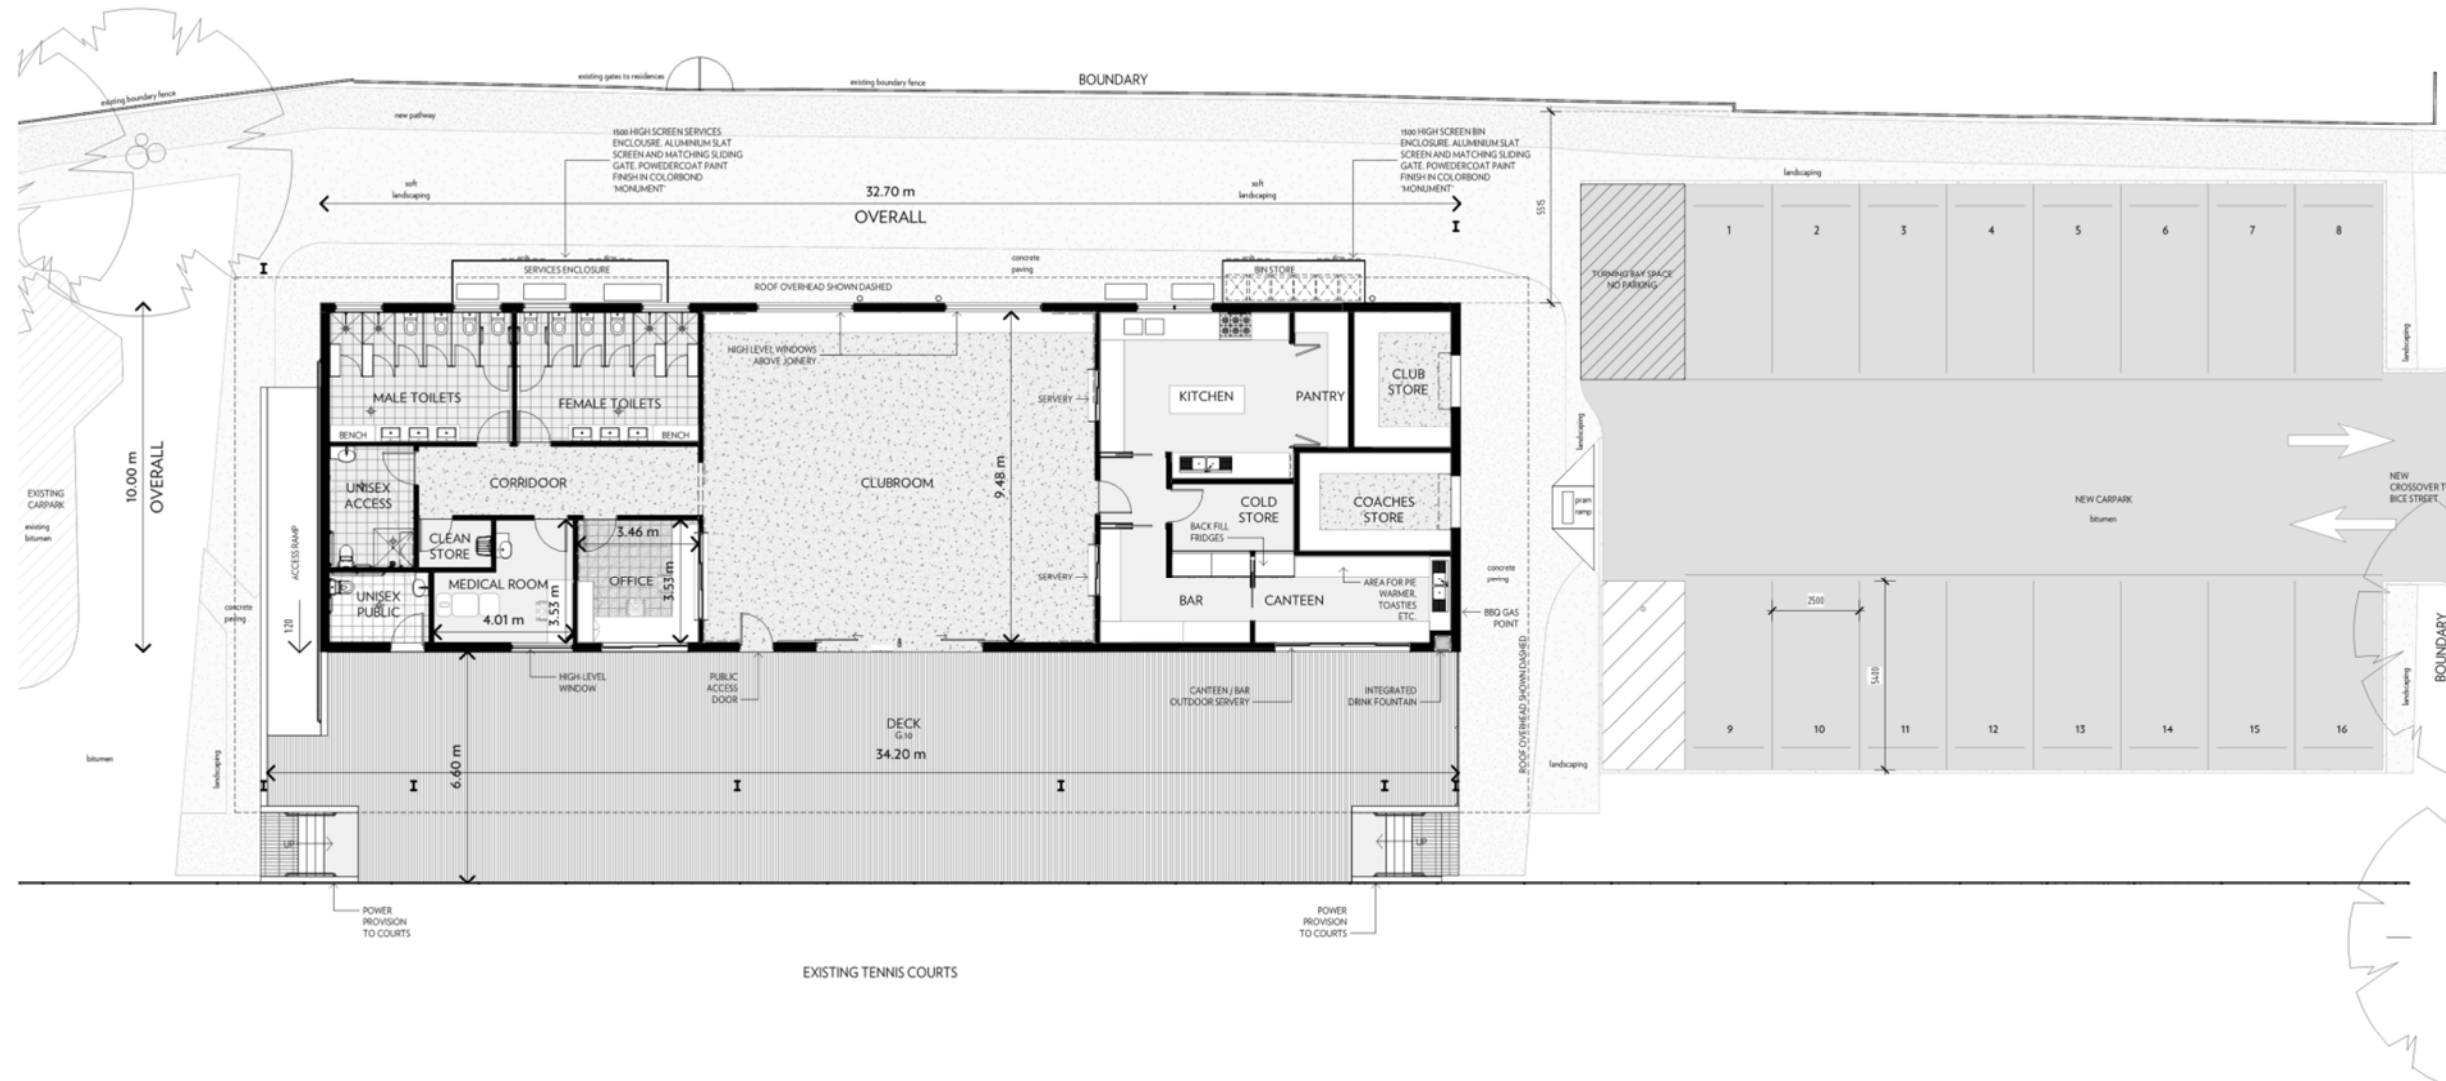 existing gates to residences
existing boundary fence
BOUNDARY
existing boundary fence
new pathway
1500 HIGH SCREEN SERVICES
ENCLOUSRE. ALUMINIUM SLAT
SCREEN AND MATCHING SLIDING
GATE. POWEDERCOAT PAINT
FINISH IN COLORBOND
'MONUMENT'
1500 HIGH SCREEN BIN
ENCLOSURE. ALUMINIUM SLAT
SCREEN AND MATCHING SLIDING
GATE. POWDERCOAT PAINT
FINISH IN COLORBOND
'MONUMENT'
soft
landscaping
32.70 m
OVERALL
soft
landscaping
5515
landscaping
1
2
3
4
5
6
7
8
TURNING BAY SPACE
NO PARKING
SERVICES ENCLOSURE
concrete
paving
BIN STORE
ROOF OVERHEAD SHOWN DASHED
HIGH LEVEL WINDOWS
ABOVE JOINERY
10.00 m
OVERALL
MALE TOILETS
FEMALE TOILETS
BENCH
BENCH
SERVERY
KITCHEN
PANTRY
CLUB
STORE
landscaping
landscaping
EXISTING
CARPARK
existing
bitumen
UNISEX
ACCESS
CORRIDOOR
CLUBROOM
9.48 m
COLD
STORE
COACHES
STORE
BACK FILL
FRIDGES
pram
ramp
NEW CARPARK
bitumen
NEW
CROSSOVER T
BICE STREET
ACCESS RAMP
1:20
CLEAN
STORE
3.46 m
OFFICE
3.53 m
MEDICAL ROOM
4.01 m
3.53 m
UNISEX
PUBLIC
SERVERY
BAR
CANTEEN
AREA FOR PIE
WARMER,
TOASTIES
ETC.
concrete
paving
BBQ GAS
POINT
concrete
paving
2500
5400
BOUNDARY
HIGH-LEVEL
WINDOW
PUBLIC
ACCESS
DOOR
CANTEEN / BAR
OUTDOOR SERVERY
INTEGRATED
DRINK FOUNTAIN
ROOF OVERHEAD SHOWN DASHED
DECK
G.10
34.20 m
6.60 m
bitumen
landscaping
landscaping
landscaping
9
10
11
12
13
14
15
16
UP
UP
POWER
PROVISION
TO COURTS
POWER
PROVISION
TO COURTS
EXISTING TENNIS COURTS